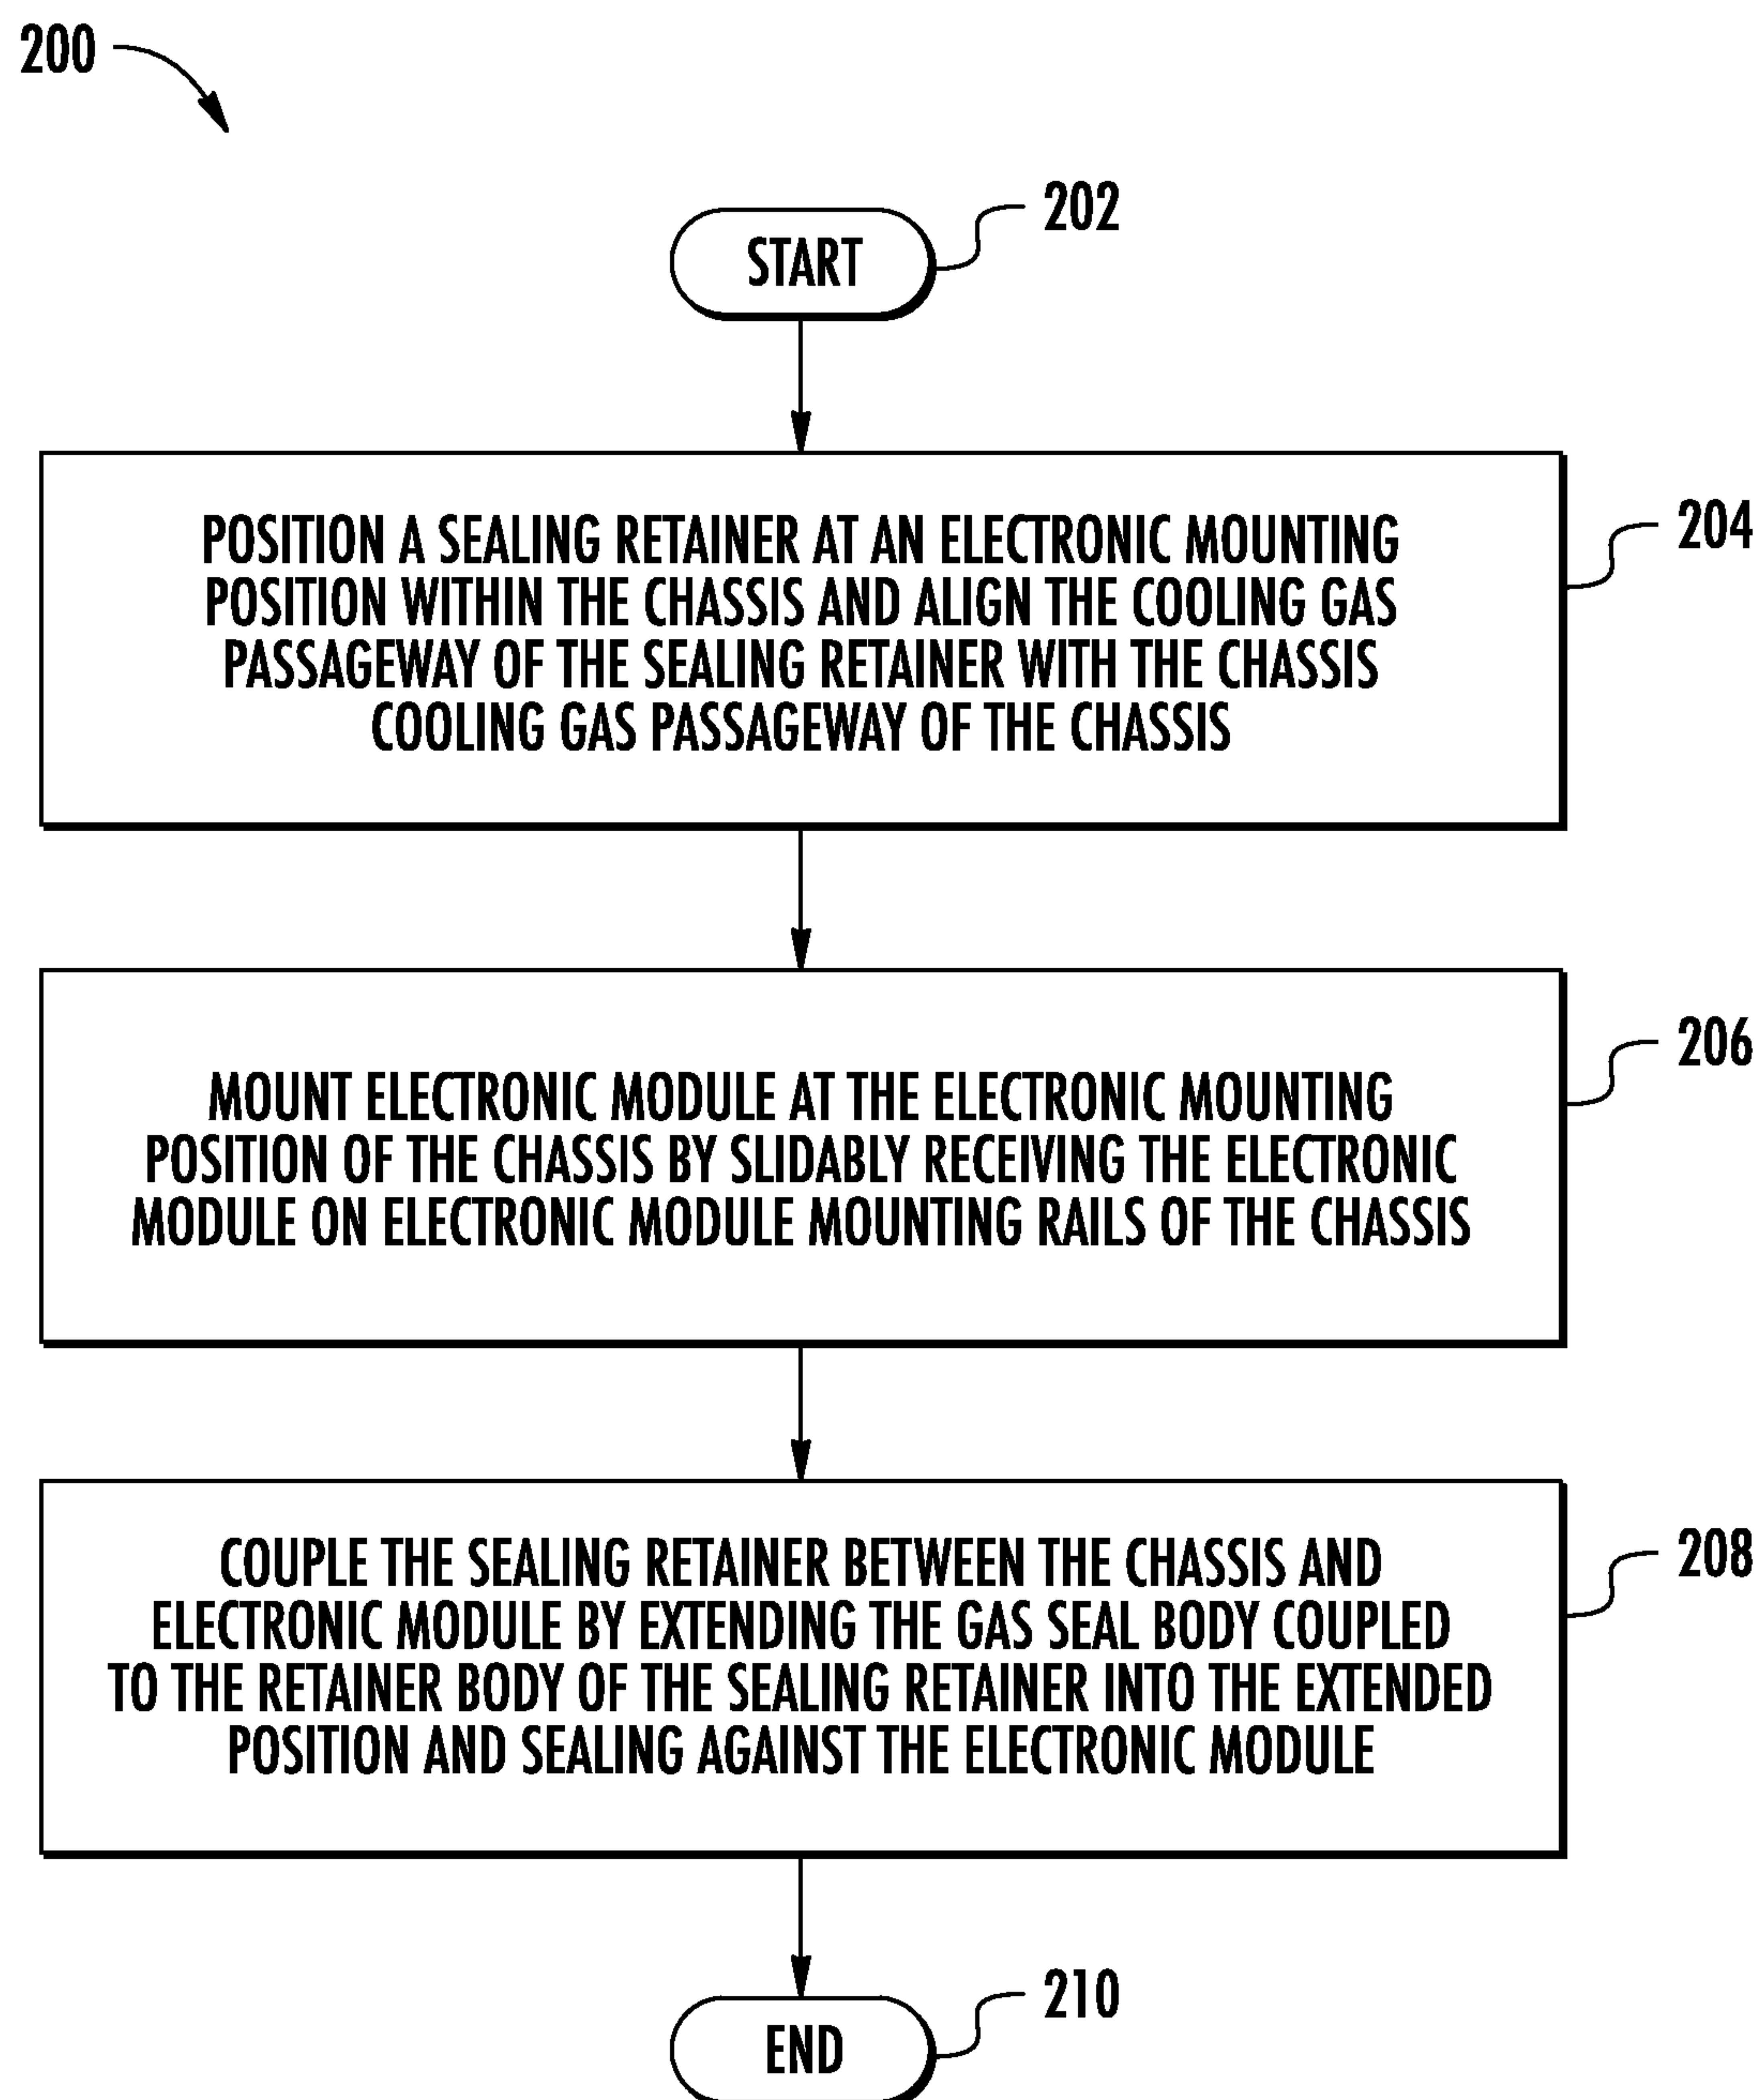 200
START
202
POSITION A SEALING RETAINER AT AN ELECTRONIC MOUNTING
POSITION WITHIN THE CHASSIS AND ALIGN THE COOLING GAS
PASSAGEWAY OF THE SEALING RETAINER WITH THE CHASSIS
COOLING GAS PASSAGEWAY OF THE CHASSIS
204
MOUNT ELECTRONIC MODULE AT THE ELECTRONIC MOUNTING
POSITION OF THE CHASSIS BY SLIDABLY RECEIVING THE ELECTRONIC
MODULE ON ELECTRONIC MODULE MOUNTING RAILS OF THE CHASSIS
206
COUPLE THE SEALING RETAINER BETWEEN THE CHASSIS AND
ELECTRONIC MODULE BY EXTENDING THE GAS SEAL BODY COUPLED
TO THE RETAINER BODY OF THE SEALING RETAINER INTO THE EXTENDED
POSITION AND SEALING AGAINST THE ELECTRONIC MODULE
208
END
210